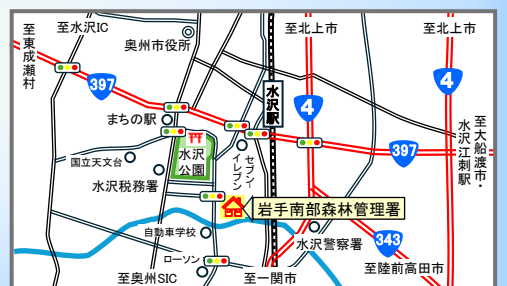 至水沢IC
至北上市
至北上市
至東成瀬村
奥州市役所
397
水沢駅
4
4
まちの駅
至大船渡市・
水沢江刺駅
国立天文台
水沢公園
セブン-イレブン
397
水沢税務署
岩手南部森林管理署
自動車学校
水沢警察署
343
ローソン
至陸前高田市
至奥州SIC
至一関市